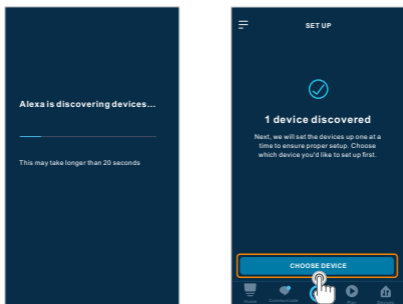 Alexa is discovering devices...
This may take longer than 20 seconds
SET UP
1 device discovered
Next, we will set the devices up one at a
time to ensure proper setup. Choose
which device you'd like to set up first.
CHOOSE DEVICE
Home Communicate Play Devices